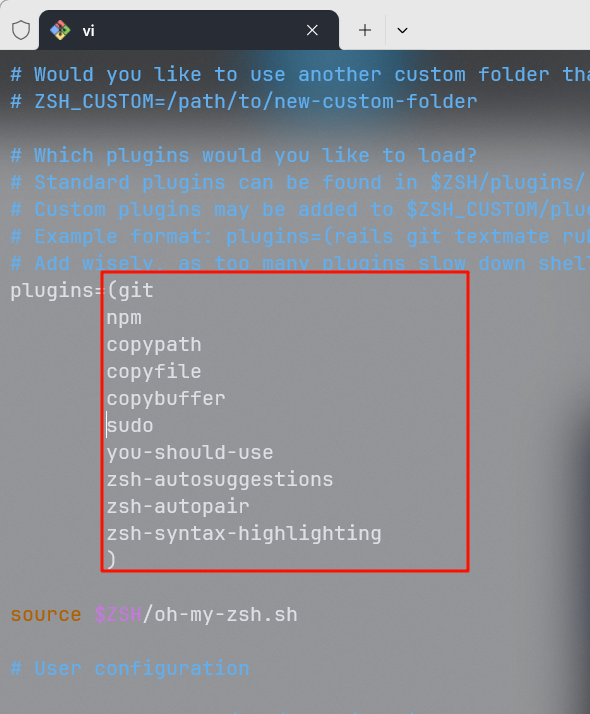 vi
# Would you like to use another custom folder
# ZSH_CUSTOM=/path/to/new-custom-folder
# Which plugins would you like to load?
# Standard plugins can be found in $ZSH/plugins/
# Custom plugins may be added to $ZSH_CUSTOM/
# Example format: plugins=(rails git textmate
# Add wisely, as too many plugins slow down
plugins=(git
npm
copypath
copyfile
copybuffer
sudo
you-should-use
zsh-autosuggestions
zsh-autopair
zsh-syntax-highlighting
)
source $ZSH/oh-my-zsh.sh
# User configuration